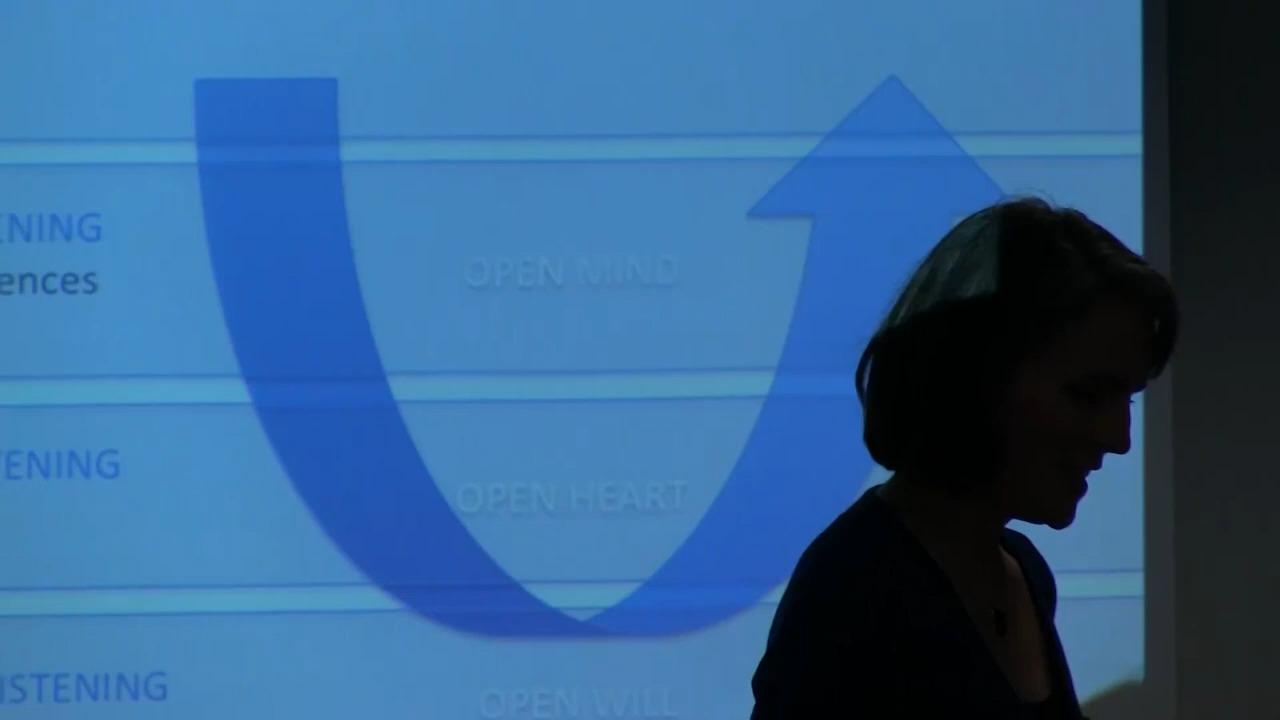 ENING
ences
OPEN MIND
TENING
OPEN HEART
ISTENING
OPEN WILL